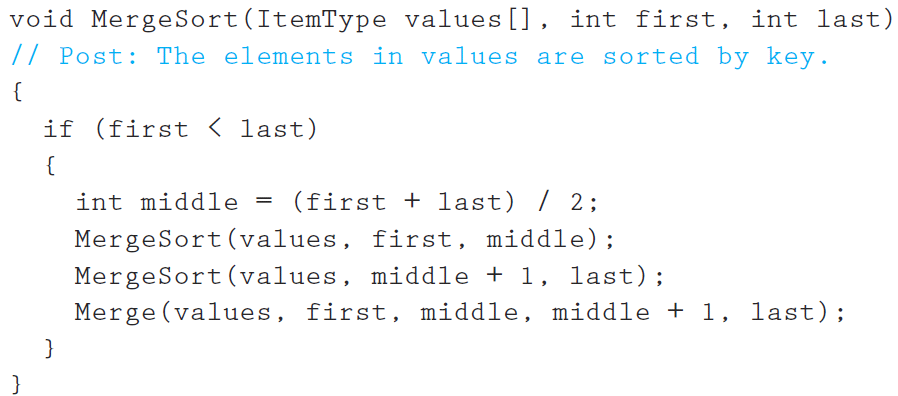 void MergeSort(ItemType values[], int first, int last)
// Post: The elements in values are sorted by key.
{
  if (first < last)
  {
    int middle = (first + last) / 2;
    MergeSort(values, first, middle);
    MergeSort(values, middle + 1, last);
    Merge(values, first, middle, middle + 1, last);
  }
}